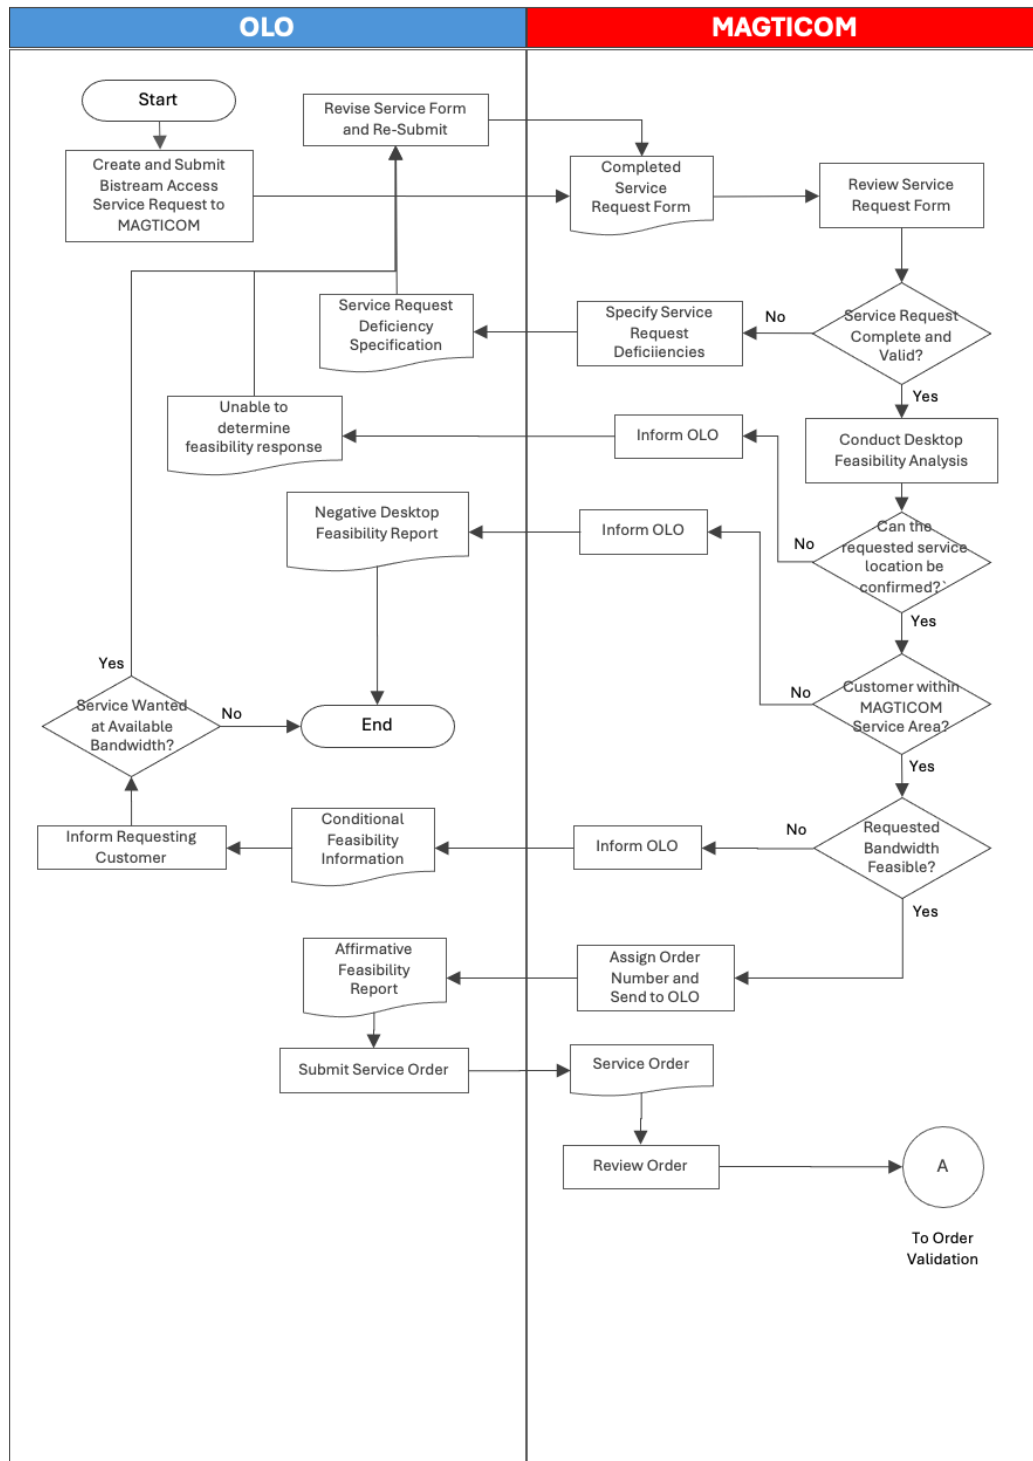 OLO
MAGTICOM
Start
Create and Submit
Bistream Access
Service Request to
MAGTICOM
Revise Service Form
and Re-Submit
Completed
Service
Request Form
Review Service
Request Form
Service Request
Complete and
Valid?
No
Yes
Specify Service
Request
Deficiiencies
Service Request
Deficiency
Specification
Conduct Desktop
Feasibility Analysis
Can the
requested service
location be
confirmed?`
No
Yes
Inform OLO
Unable to
determine
feasibility response
Customer within
MAGTICOM
Service Area?
No
Yes
Inform OLO
Negative Desktop
Feasibility Report
End
Requested
Bandwidth
Feasible?
No
Yes
Inform OLO
Conditional
Feasibility
Information
Inform Requesting
Customer
Service Wanted
at Available
Bandwidth?
Yes
No
Assign Order
Number and
Send to OLO
Affirmative
Feasibility
Report
Submit Service Order
Service Order
Review Order
A
To Order
Validation